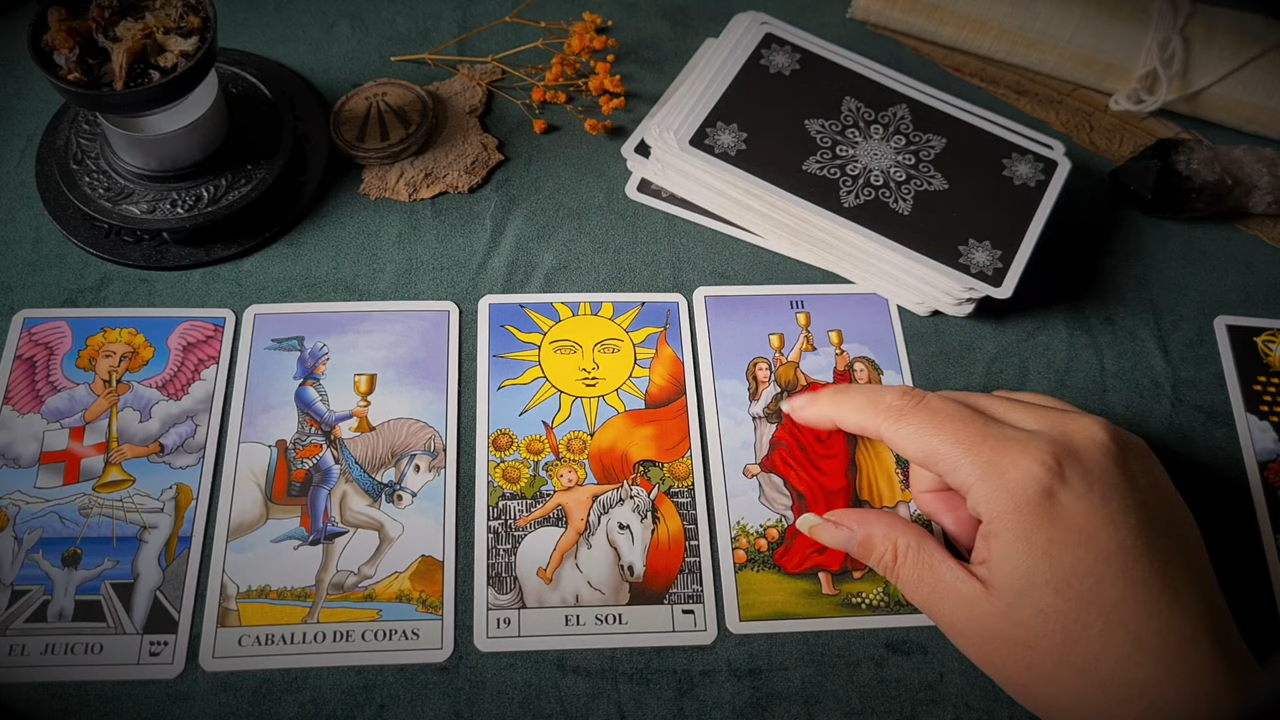 EL JUICIO ש
CABALLO DE COPAS
19 EL SOL ר
III